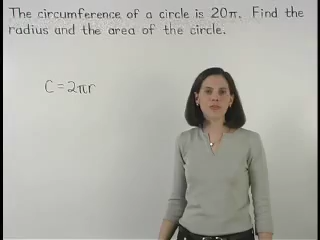 The circumference of a circle is 20π. Find the
radius and the area of the circle.
C = 2πr